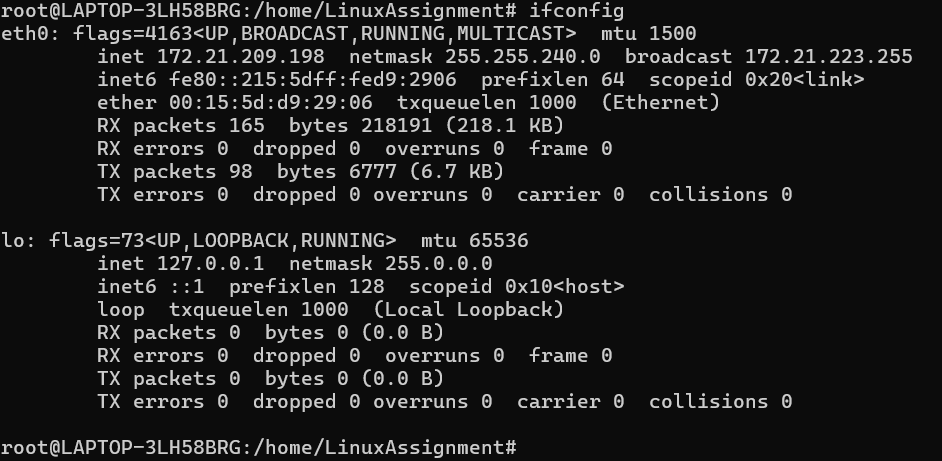 root@LAPTOP-3LH58BRG:/home/LinuxAssignment# ifconfig
eth0: flags=4163<UP,BROADCAST,RUNNING,MULTICAST>  mtu 1500
        inet 172.21.209.198  netmask 255.255.240.0  broadcast 172.21.223.255
        inet6 fe80::215:5dff:fed9:2906  prefixlen 64  scopeid 0x20<link>
        ether 00:15:5d:d9:29:06  txqueuelen 1000  (Ethernet)
        RX packets 165  bytes 218191 (218.1 KB)
        RX errors 0  dropped 0  overruns 0  frame 0
        TX packets 98  bytes 6777 (6.7 KB)
        TX errors 0  dropped 0 overruns 0  carrier 0  collisions 0

lo: flags=73<UP,LOOPBACK,RUNNING>  mtu 65536
        inet 127.0.0.1  netmask 255.0.0.0
        inet6 ::1  prefixlen 128  scopeid 0x10<host>
        loop  txqueuelen 1000  (Local Loopback)
        RX packets 0  bytes 0 (0.0 B)
        RX errors 0  dropped 0  overruns 0  frame 0
        TX packets 0  bytes 0 (0.0 B)
        TX errors 0  dropped 0 overruns 0  carrier 0  collisions 0

root@LAPTOP-3LH58BRG:/home/LinuxAssignment#